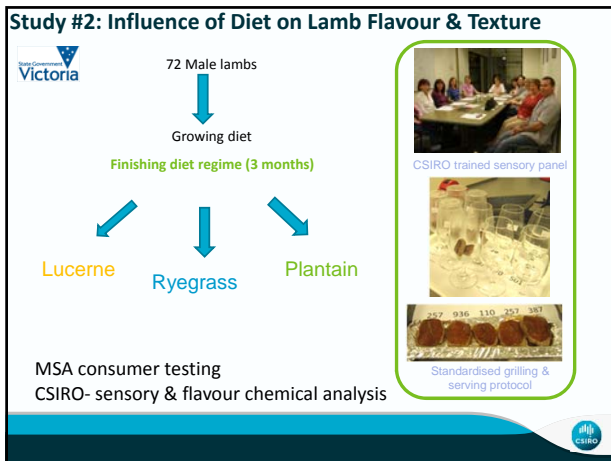 Study #2: Influence of Diet on Lamb Flavour & Texture
State Government
Victoria
72 Male lambs
Growing diet
Finishing diet regime (3 months)
Lucerne
Ryegrass
Plantain
MSA consumer testing
CSIRO- sensory & flavour chemical analysis
CSIRO trained sensory panel
257 936 110 257 387
Standardised grilling &
serving protocol
CSIRO